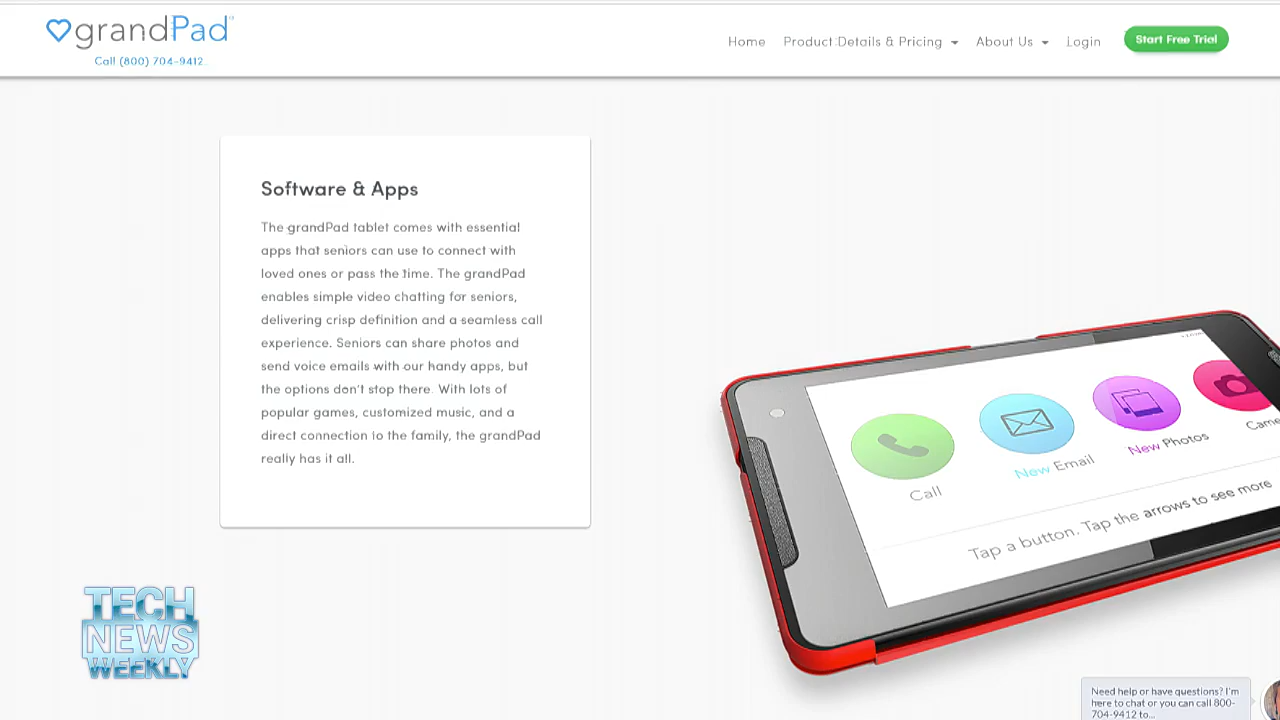 grandPad™
Call (800) 704-9412
Home
Product Details & Pricing
About Us
Login
Start Free Trial
Software & Apps
The grandPad tablet comes with essential
apps that seniors can use to connect with
loved ones or pass the time. The grandPad
enables simple video chatting for seniors,
delivering crisp definition and a seamless call
experience. Seniors can share photos and
send voice emails with our handy apps, but
the options don't stop there. With lots of
popular games, customized music, and a
direct connection to the family, the grandPad
really has it all.
Call
New Email
New Photos
Came
Tap a button. Tap the arrows to see more
TECH
NEWS
WEEKLY
Need help or have questions? I'm
here to chat or you can call 800-
704-9412 to...